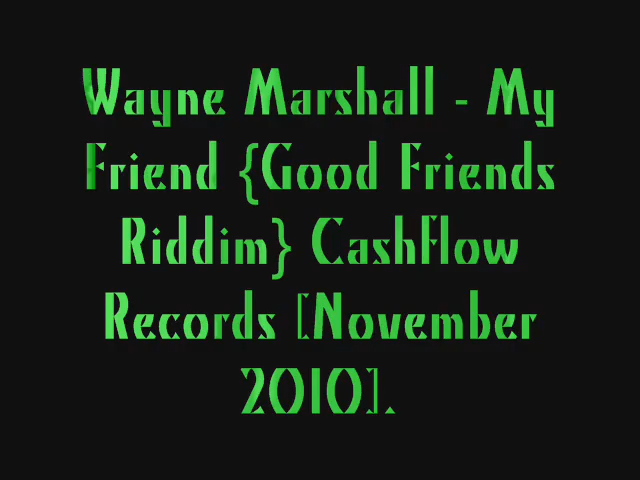 Wayne Marshall - My
Friend {Good Friends
Riddim} Cashflow
Records [November
2010].